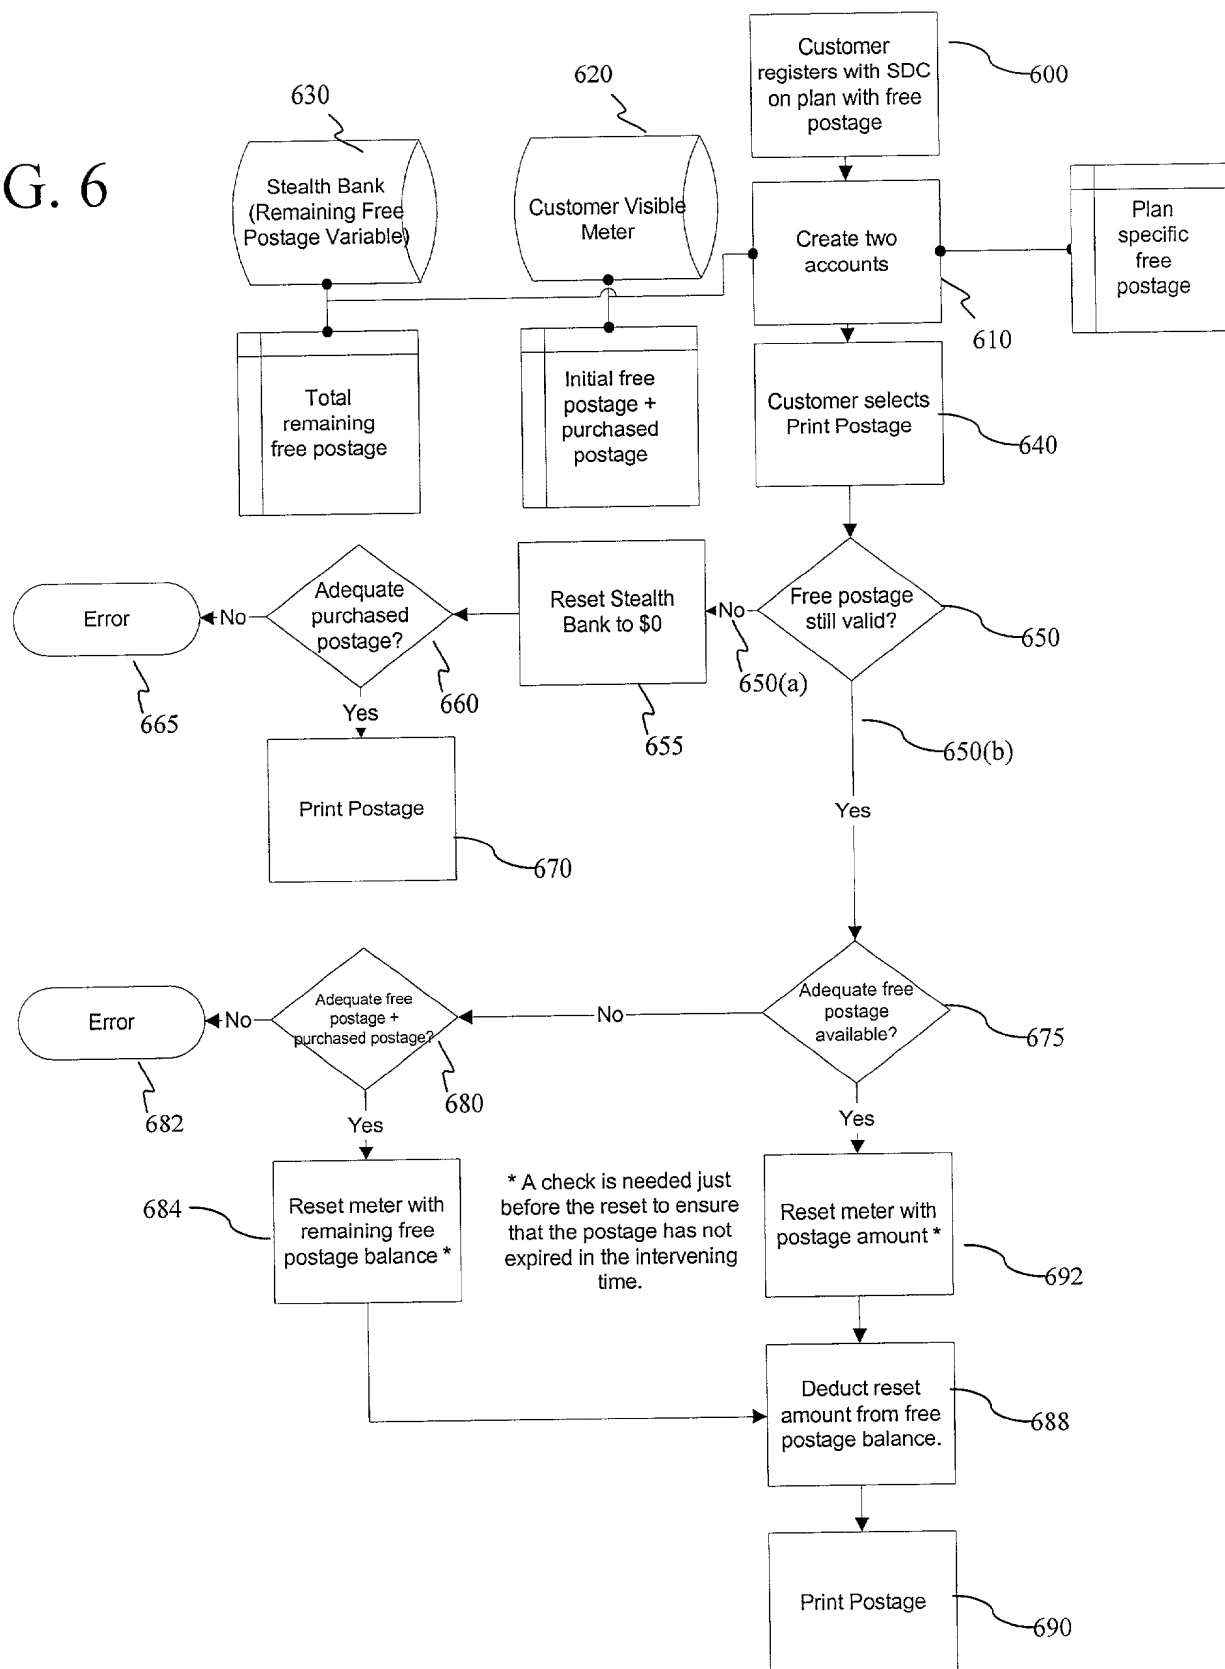 G. 6
Customer
registers with SDC
on plan with free
postage
600
620
630
Stealth Bank
(Remaining Free
Postage Variable)
Customer Visible
Meter
Create two
accounts
610
Plan
specific
free
postage
Total
remaining
free postage
Initial free
postage +
purchased
postage
Customer selects
Print Postage
640
Free postage
still valid?
650
No
650(a)
Reset Stealth
Bank to $0
655
Adequate
purchased
postage?
660
No
Error
665
Yes
Print Postage
670
650(b)
Yes
Adequate free
postage
available?
675
No
Adequate free
postage +
purchased postage?
680
No
Error
682
Yes
Reset meter with
remaining free
postage balance *
684
* A check is needed just
before the reset to ensure
that the postage has not
expired in the intervening
time.
Yes
Reset meter with
postage amount *
692
Deduct reset
amount from free
postage balance.
688
Print Postage
690